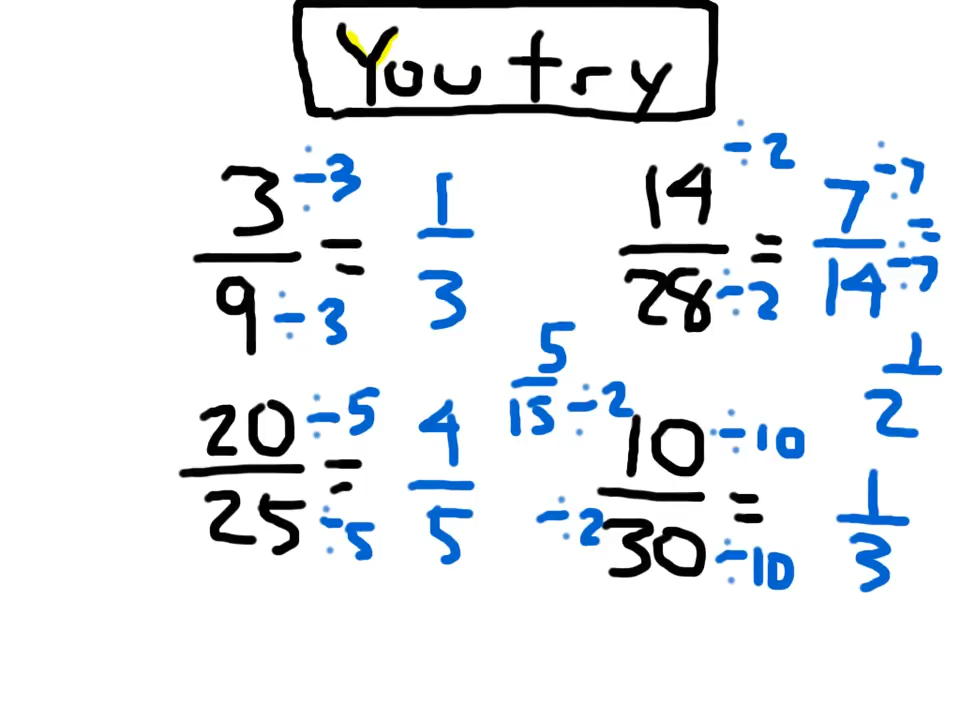 You try
3 ÷3 = 1
9 ÷3 3
14 ÷2 = 7 ÷7 =
28 ÷2 14 ÷7
1
2
20 ÷5 = 4
25 ÷5 5
5
15 ÷2
10 ÷10 = 1
÷2 30 ÷10 3